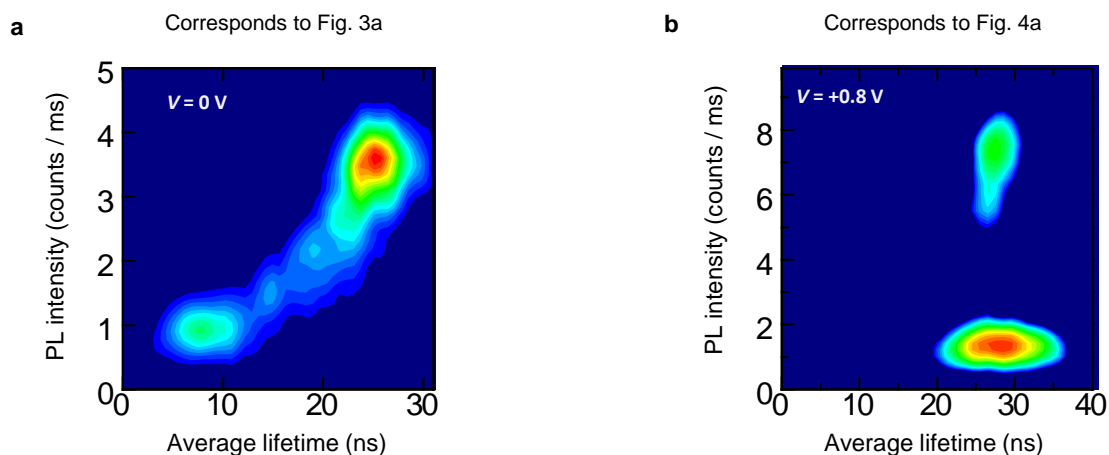 a
Corresponds to Fig. 3a
V = 0 V
PL intensity (counts / ms)
5
4
3
2
1
0
0
10
20
30
Average lifetime (ns)
b
Corresponds to Fig. 4a
V = +0.8 V
PL intensity (counts / ms)
8
6
4
2
0
0
10
20
30
40
Average lifetime (ns)